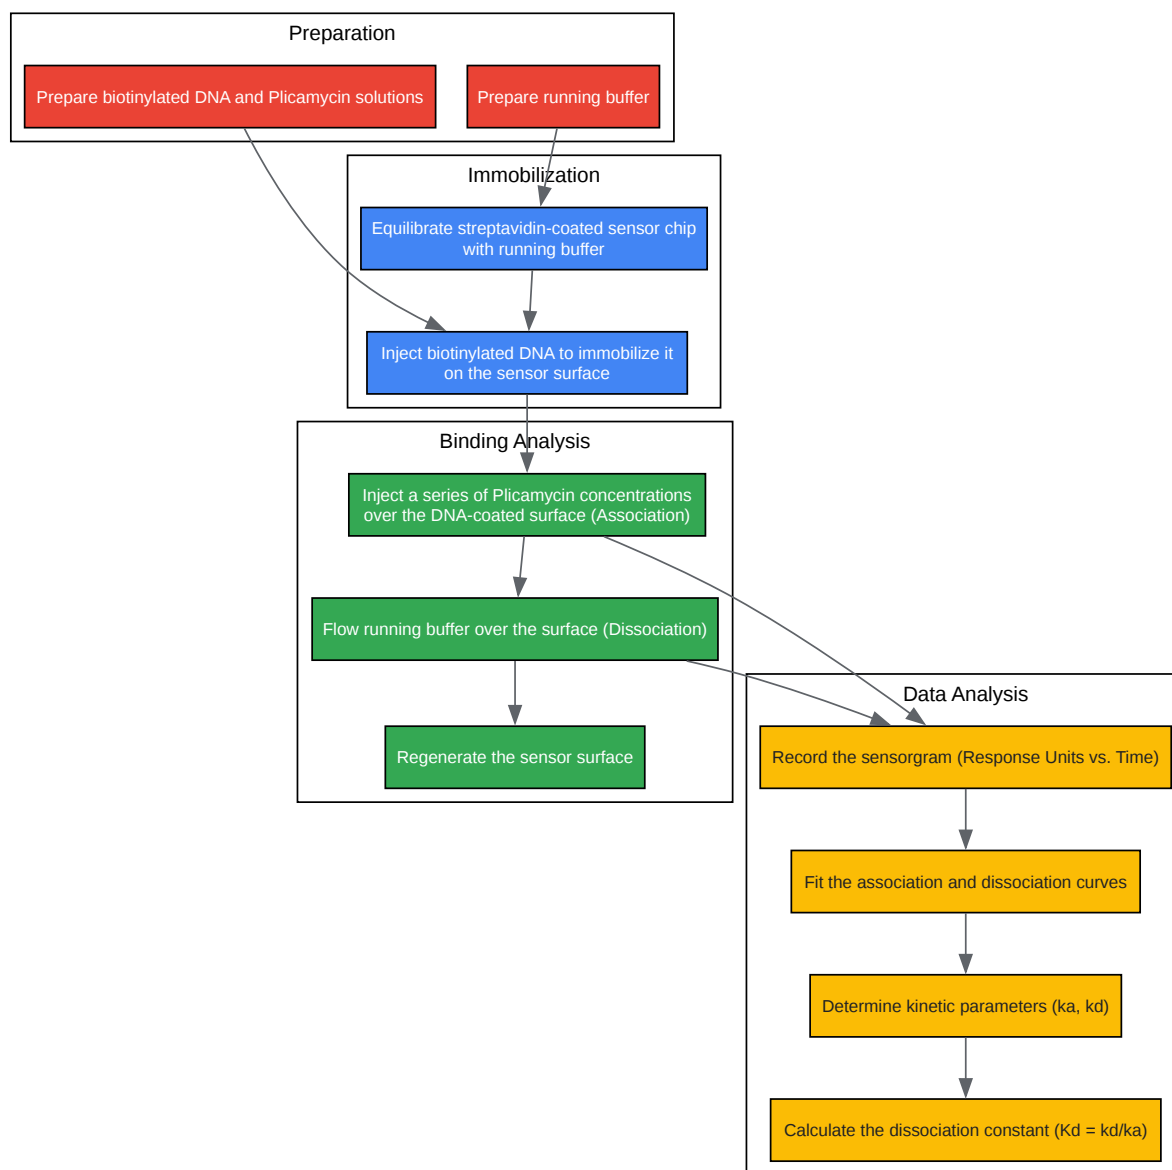 Preparation
Prepare biotinylated DNA and Plicamycin solutions
Prepare running buffer
Immobilization
Equilibrate streptavidin-coated sensor chip
with running buffer
Inject biotinylated DNA to immobilize it
on the sensor surface
Binding Analysis
Inject a series of Plicamycin concentrations
over the DNA-coated surface (Association)
Flow running buffer over the surface (Dissociation)
Regenerate the sensor surface
Data Analysis
Record the sensorgram (Response Units vs. Time)
Fit the association and dissociation curves
Determine kinetic parameters (ka, kd)
Calculate the dissociation constant (Kd = kd/ka)